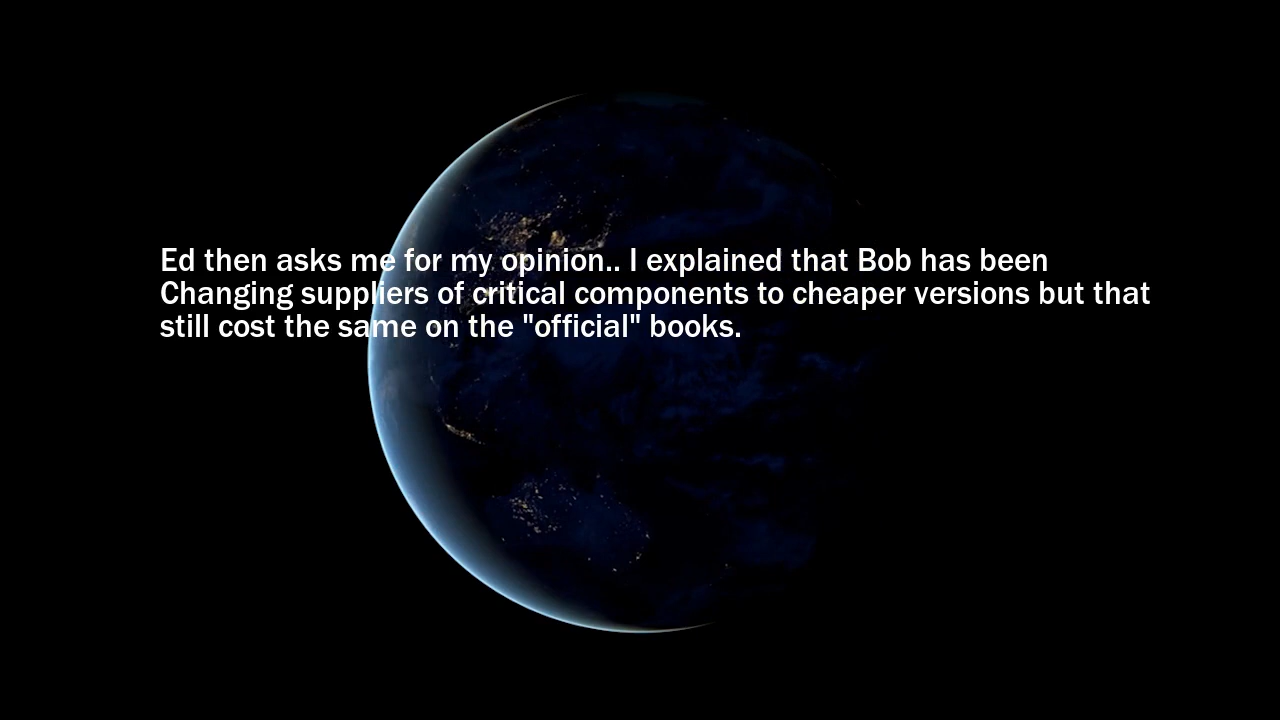 Ed then asks me for my opinion.. I explained that Bob has been
Changing suppliers of critical components to cheaper versions but that
still cost the same on the "official" books.